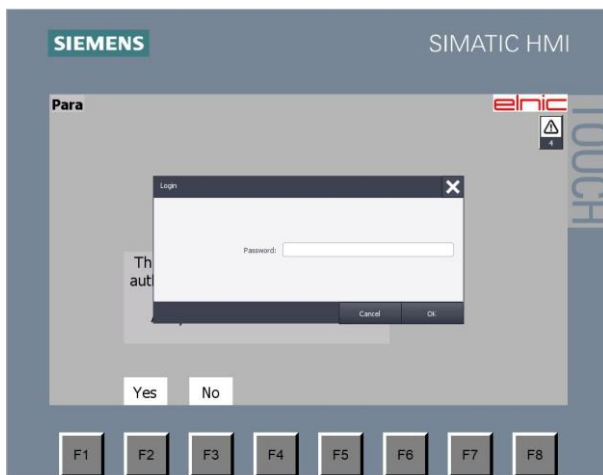 SIEMENS
SIMATIC HMI
Para
elnic
4
TOUCH
Login
Password:
Th
aut
Cancel
OK
Yes
No
F1
F2
F3
F4
F5
F6
F7
F8